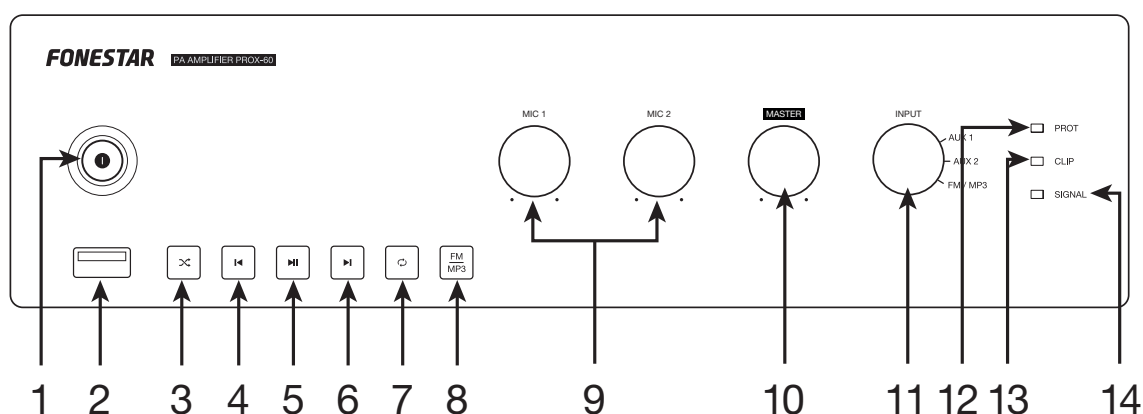 FONESTAR
PA AMPLIFIER PROX-60
MIC 1
MIC 2
MASTER
INPUT
AUX 1
AUX 2
FM / MP3
PROT
CLIP
SIGNAL
FM
MP3
1 2 3 4 5 6 7 8 9 10 11 12 13 14